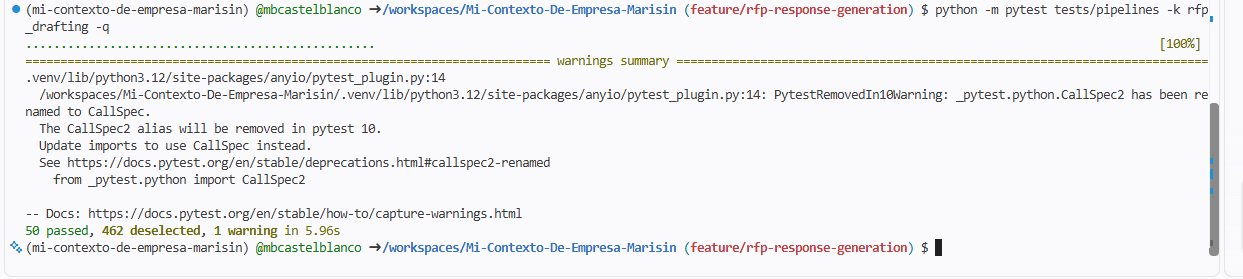 (mi-contexto-de-empresa-marisin) @mbcastelblanco ➜/workspaces/Mi-Contexto-De-Empresa-Marisin (feature/rfp-response-generation) $ python -m pytest tests/pipelines -k rfp
_drafting -q
.................................................. [100%]
============================================================================= warnings summary =============================================================================
.venv/lib/python3.12/site-packages/anyio/pytest_plugin.py:14
  /workspaces/Mi-Contexto-De-Empresa-Marisin/.venv/lib/python3.12/site-packages/anyio/pytest_plugin.py:14: PytestRemovedIn10Warning: _pytest.python.CallSpec2 has been re
named to CallSpec.
  The CallSpec2 alias will be removed in pytest 10.
  Update imports to use CallSpec instead.
  See https://docs.pytest.org/en/stable/deprecations.html#callspec2-renamed
    from _pytest.python import CallSpec2

-- Docs: https://docs.pytest.org/en/stable/how-to/capture-warnings.html
50 passed, 462 deselected, 1 warning in 5.96s
(mi-contexto-de-empresa-marisin) @mbcastelblanco ➜/workspaces/Mi-Contexto-De-Empresa-Marisin (feature/rfp-response-generation) $